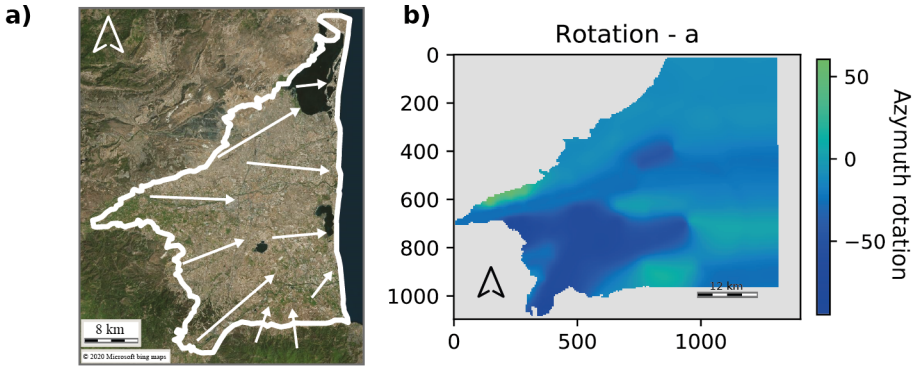 a)
8 km
© 2020 Microsoft bing maps
b)
Rotation - a
0
200
400
600
800
1000
0
500
1000
12 km
50
0
−50
Azymuth rotation